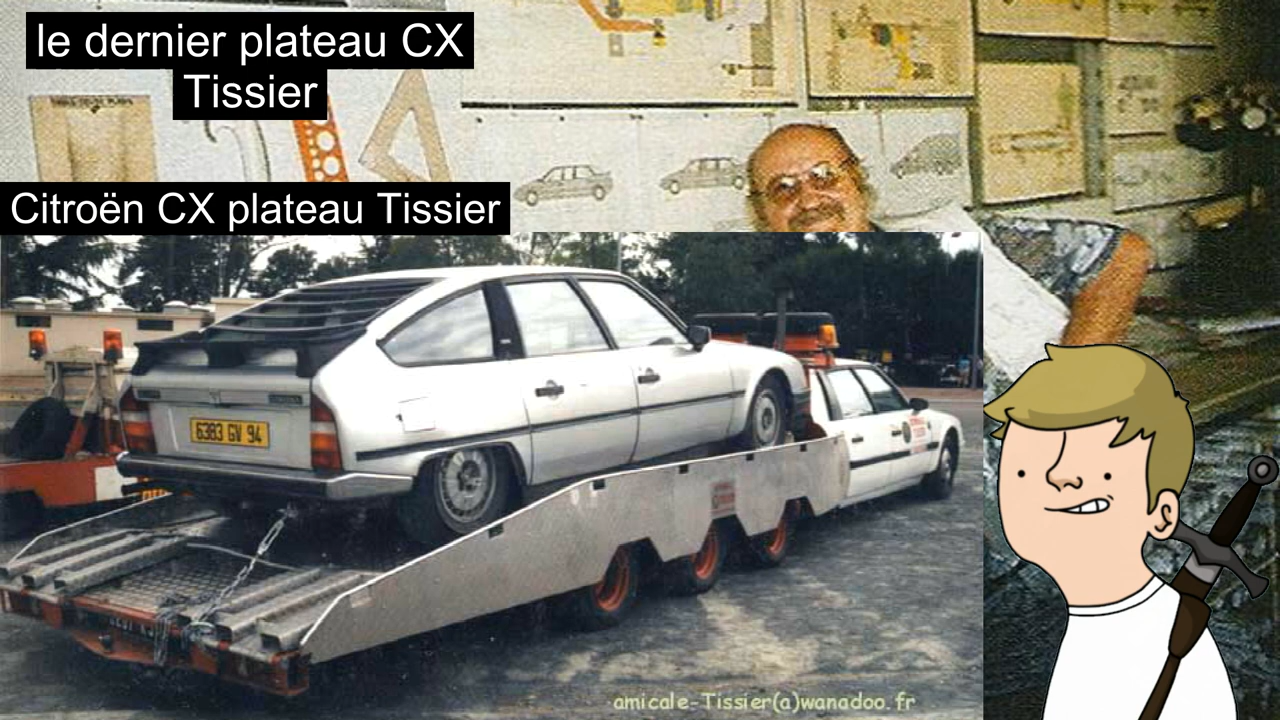 le dernier plateau CX
Tissier
Citroën CX plateau Tissier
6383 GV 94
amicale-Tissier(a)wanadoo.fr